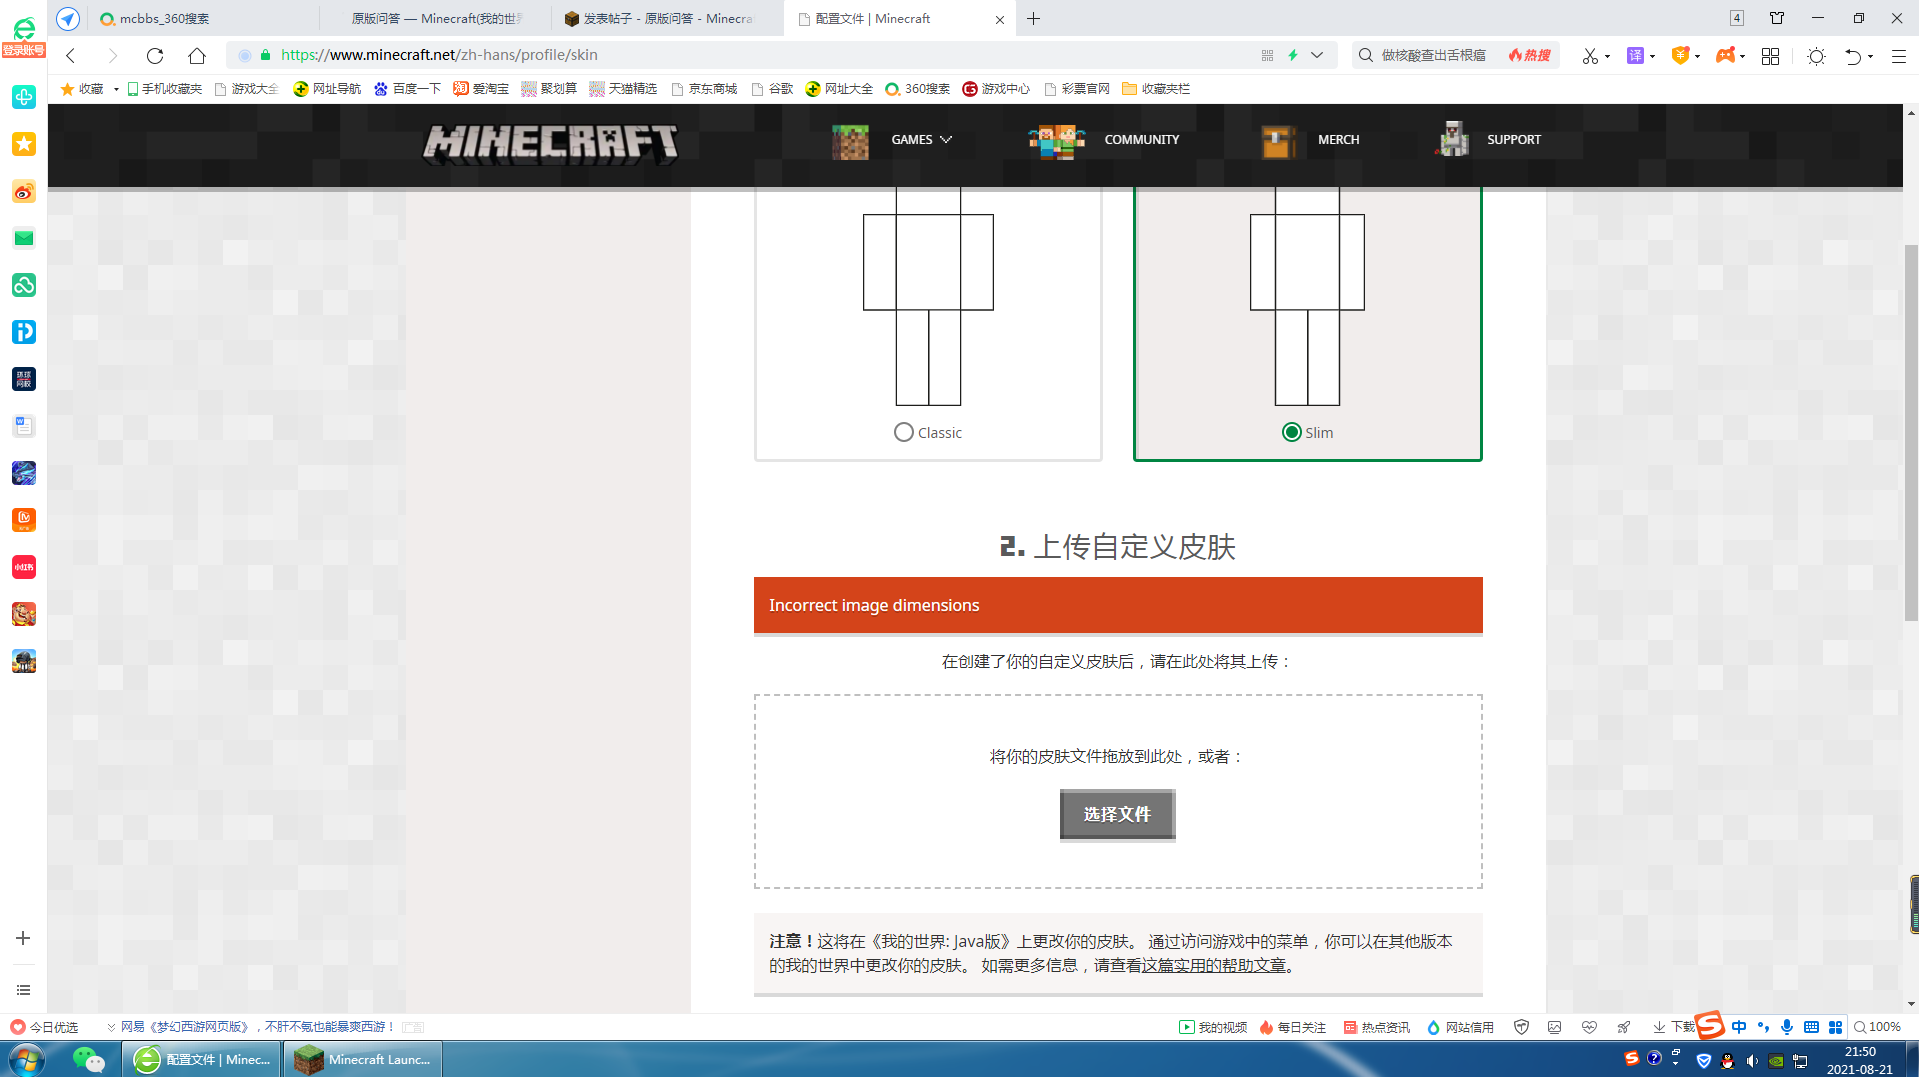 登录账号
mcbbs_360搜索
原版问答 — Minecraft(我的世界
发表帖子 - 原版问答 - Minecra
配置文件 | Minecraft
4
https://www.minecraft.net/zh-hans/profile/skin
做核酸查出舌根癌
热搜
译
收藏
手机收藏夹
游戏大全
网址导航
百度一下
淘
爱淘宝
聚划算
天猫精选
京东商城
谷歌
网址大全
360搜索
游戏中心
彩票官网
收藏夹栏
MINECRAFT
GAMES
COMMUNITY
MERCH
SUPPORT
Classic
Slim
小红书
2. 上传自定义皮肤
Incorrect image dimensions
在创建了你的自定义皮肤后，请在此处将其上传：
将你的皮肤文件拖放到此处，或者：
选择文件
注意！这将在《我的世界: Java版》上更改你的皮肤。 通过访问游戏中的菜单，你可以在其他版本
的我的世界中更改你的皮肤。 如需更多信息，请查看这篇实用的帮助文章。
今日优选
网易《梦幻西游网页版》，不肝不氪也能暴爽西游！
广告
我的视频
每日关注
热点资讯
网站信用
下载
中
100%
配置文件 | Minec...
Minecraft Launc...
21:50
2021-08-21